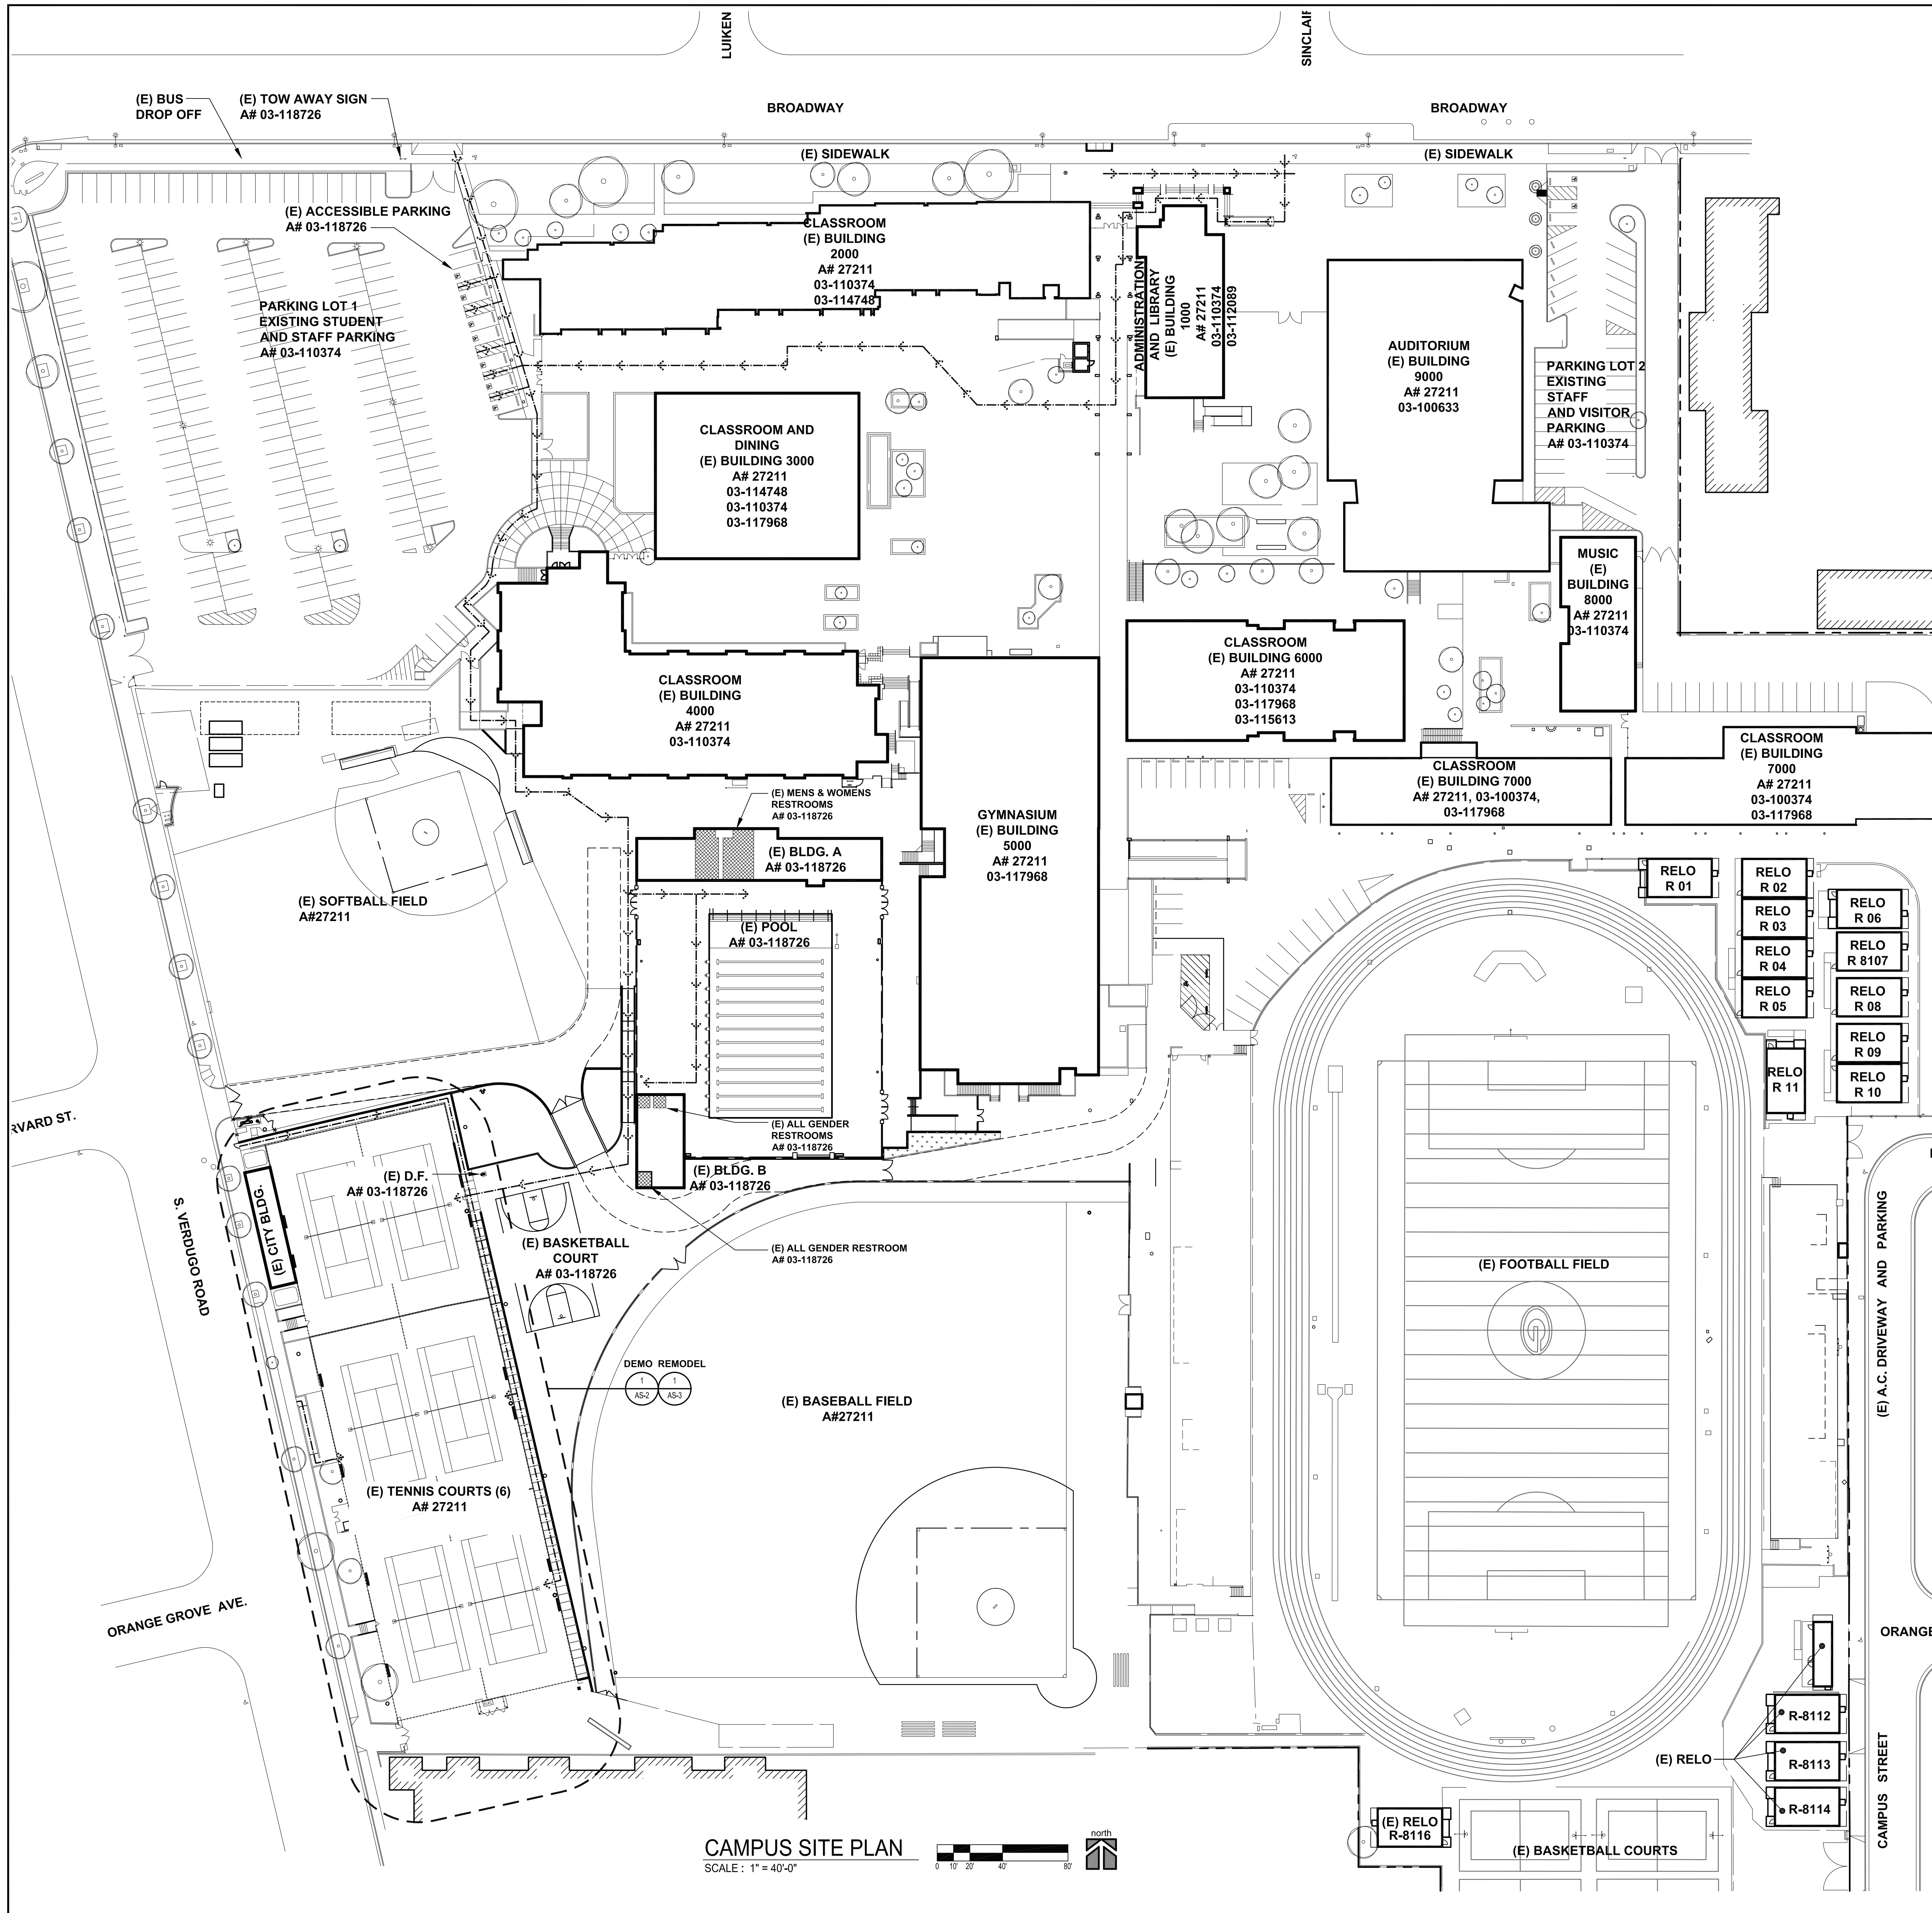 LUIKEN
SINCLAIR
BROADWAY
BROADWAY
(E) BUS
DROP OFF
(E) TOW AWAY SIGN
A# 03-118726
(E) SIDEWALK
(E) SIDEWALK
(E) ACCESSIBLE PARKING
A# 03-118726
PARKING LOT 1
EXISTING STUDENT
AND STAFF PARKING
A# 03-110374
CLASSROOM
(E) BUILDING
2000
A# 27211
03-110374
03-114748
ADMINISTRATION
AND LIBRARY
(E) BUILDING
1000
A# 27211
03-110374
03-112089
AUDITORIUM
(E) BUILDING
9000
A# 27211
03-100633
PARKING LOT 2
EXISTING
STAFF
AND VISITOR
PARKING
A# 03-110374
CLASSROOM AND
DINING
(E) BUILDING 3000
A# 27211
03-114748
03-110374
03-117968
MUSIC
(E)
BUILDING
8000
A# 27211
03-110374
CLASSROOM
(E) BUILDING
4000
A# 27211
03-110374
CLASSROOM
(E) BUILDING 6000
A# 27211
03-110374
03-117968
03-115613
CLASSROOM
(E) BUILDING 7000
A# 27211, 03-100374,
03-117968
CLASSROOM
(E) BUILDING
7000
A# 27211
03-100374
03-117968
(E) MENS & WOMENS
RESTROOMS
A# 03-118726
GYMNASIUM
(E) BUILDING
5000
A# 27211
03-117968
(E) BLDG. A
A# 03-118726
(E) SOFTBALL FIELD
A#27211
(E) POOL
A# 03-118726
RELO
R 01
RELO
R 02
RELO
R 03
RELO
R 04
RELO
R 05
RELO
R 06
RELO
R 8107
RELO
R 08
RELO
R 09
RELO
R 10
RELO
R 11
RVARD ST.
(E) ALL GENDER
RESTROOMS
A# 03-118726
(E) D.F.
A# 03-118726
(E) BLDG. B
A# 03-118726
(E) CITY BLDG.
S. VERDUGO ROAD
(E) BASKETBALL
COURT
A# 03-118726
(E) ALL GENDER RESTROOM
A# 03-118726
(E) FOOTBALL FIELD
(E) A.C. DRIVEWAY AND PARKING
DEMO REMODEL
1
AS-2
1
AS-3
(E) BASEBALL FIELD
A#27211
(E) TENNIS COURTS (6)
A# 27211
ORANGE GROVE AVE.
ORANGE
R-8112
R-8113
R-8114
(E) RELO
CAMPUS STREET
(E) RELO
R-8116
(E) BASKETBALL COURTS
CAMPUS SITE PLAN
SCALE : 1" = 40'-0"
0 10' 20' 40' 80'
north